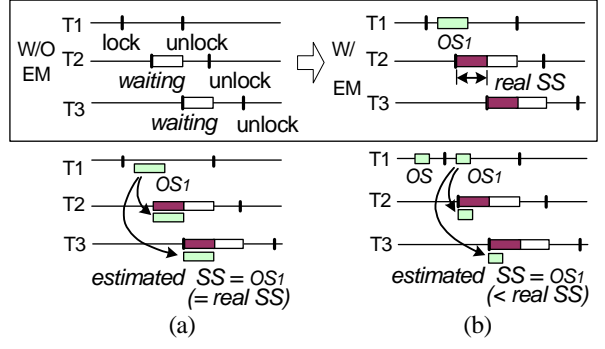 T1
W/O
EM
lock
unlock
T2
waiting
unlock
T3
waiting
unlock
T1
W/
EM
OS1
T2
real SS
T3
T1
OS1
T2
T3
estimated SS = OS1
(= real SS)
(a)
T1
OS
OS1
T2
T3
estimated SS = OS1
(< real SS)
(b)